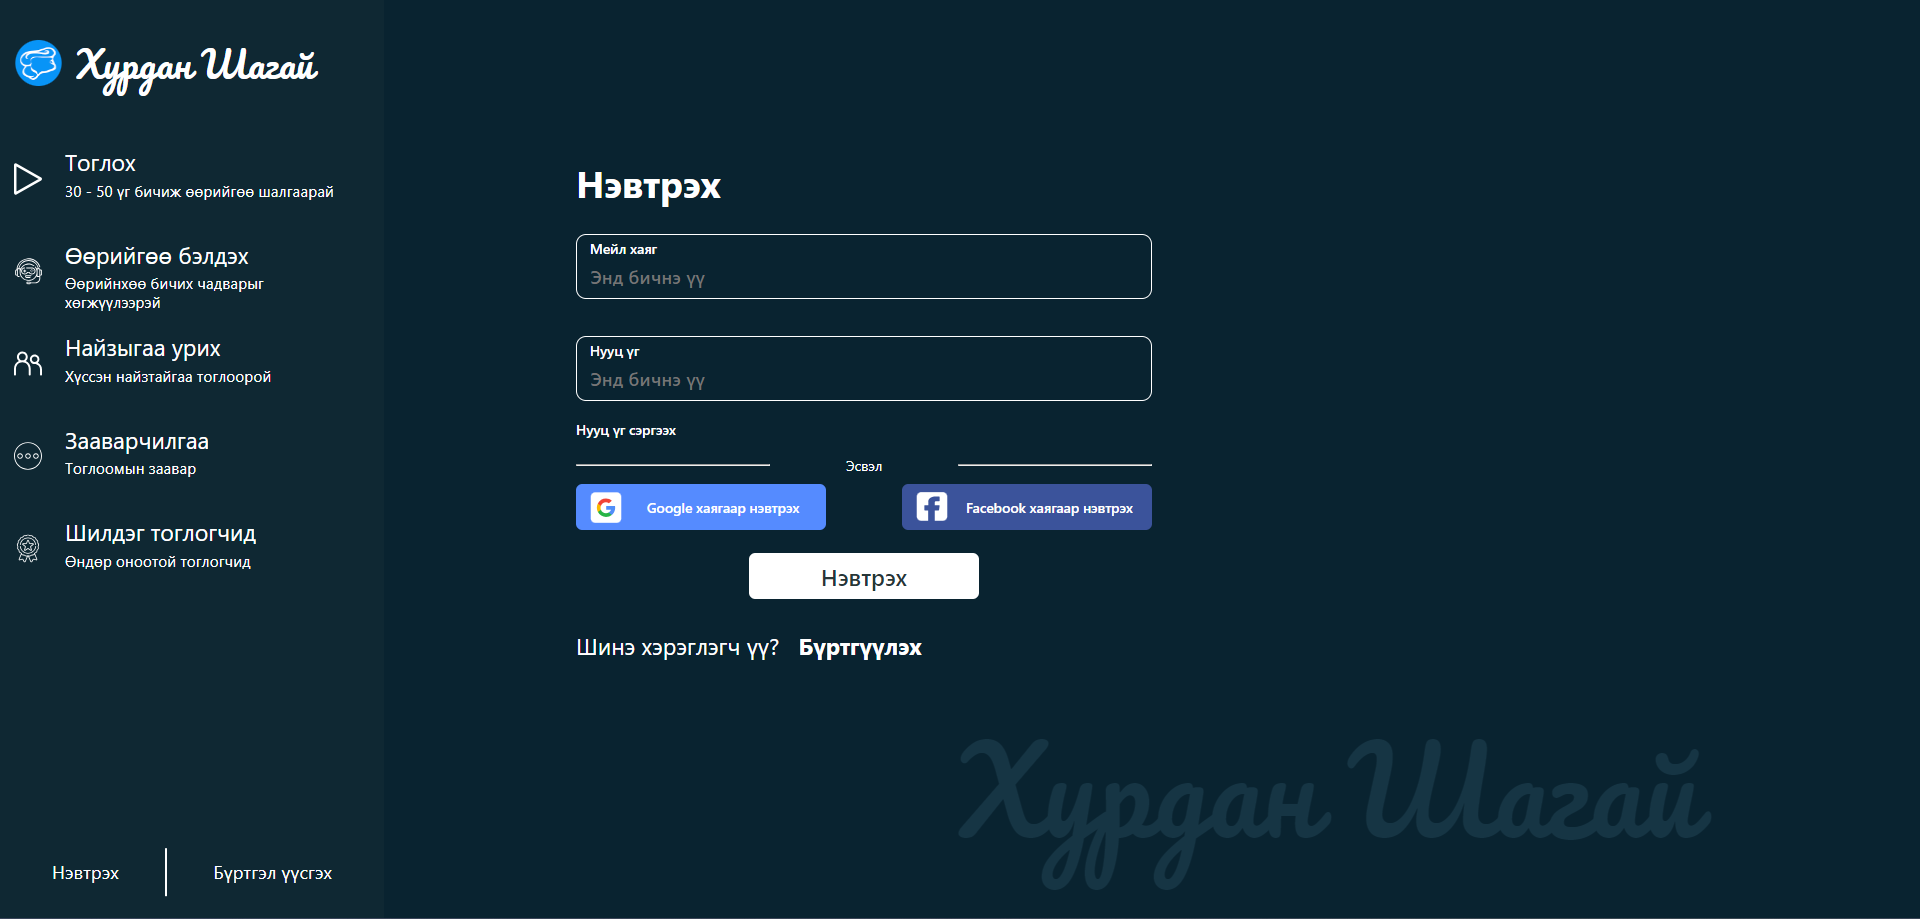 Хурдан Шагай
Тоглох
30 - 50 үг бичиж өөрийгөө шалгаарай
Өөрийгөө бэлдэх
Өөрийнхөө бичих чадварыг
хөгжүүлээрэй
Найзыгаа урих
Хүссэн найзтайгаа тоглоорой
Зааварчилгаа
Тоглоомын заавар
Шилдэг тоглогчид
Өндөр оноотой тоглогчид
Нэвтрэх
Бүртгэл үүсгэх
Нэвтрэх
Мейл хаяг
Энд бичнэ үү
Нууц үг
Энд бичнэ үү
Нууц үг сэргээх
Эсвэл
Google хаягаар нэвтрэх
Facebook хаягаар нэвтрэх
Нэвтрэх
Шинэ хэрэглэгч үү? Бүртгүүлэх
Хурдан Шагай